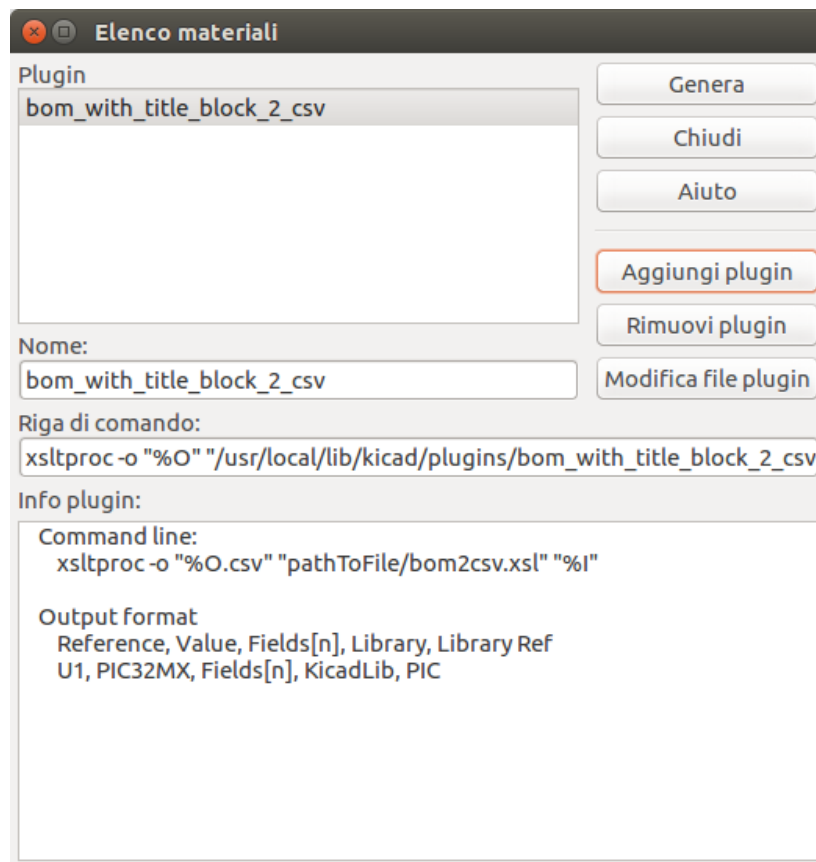 Elenco materiali
Plugin
bom_with_title_block_2_csv
Genera
Chiudi
Aiuto
Aggiungi plugin
Rimuovi plugin
Modifica file plugin
Nome:
bom_with_title_block_2_csv
Riga di comando:
xsltproc -o "%O" "/usr/local/lib/kicad/plugins/bom_with_title_block_2_csv
Info plugin:
Command line:
xsltproc -o "%O.csv" "pathToFile/bom2csv.xsl" "%I"
Output format
Reference, Value, Fields[n], Library, Library Ref
U1, PIC32MX, Fields[n], KicadLib, PIC